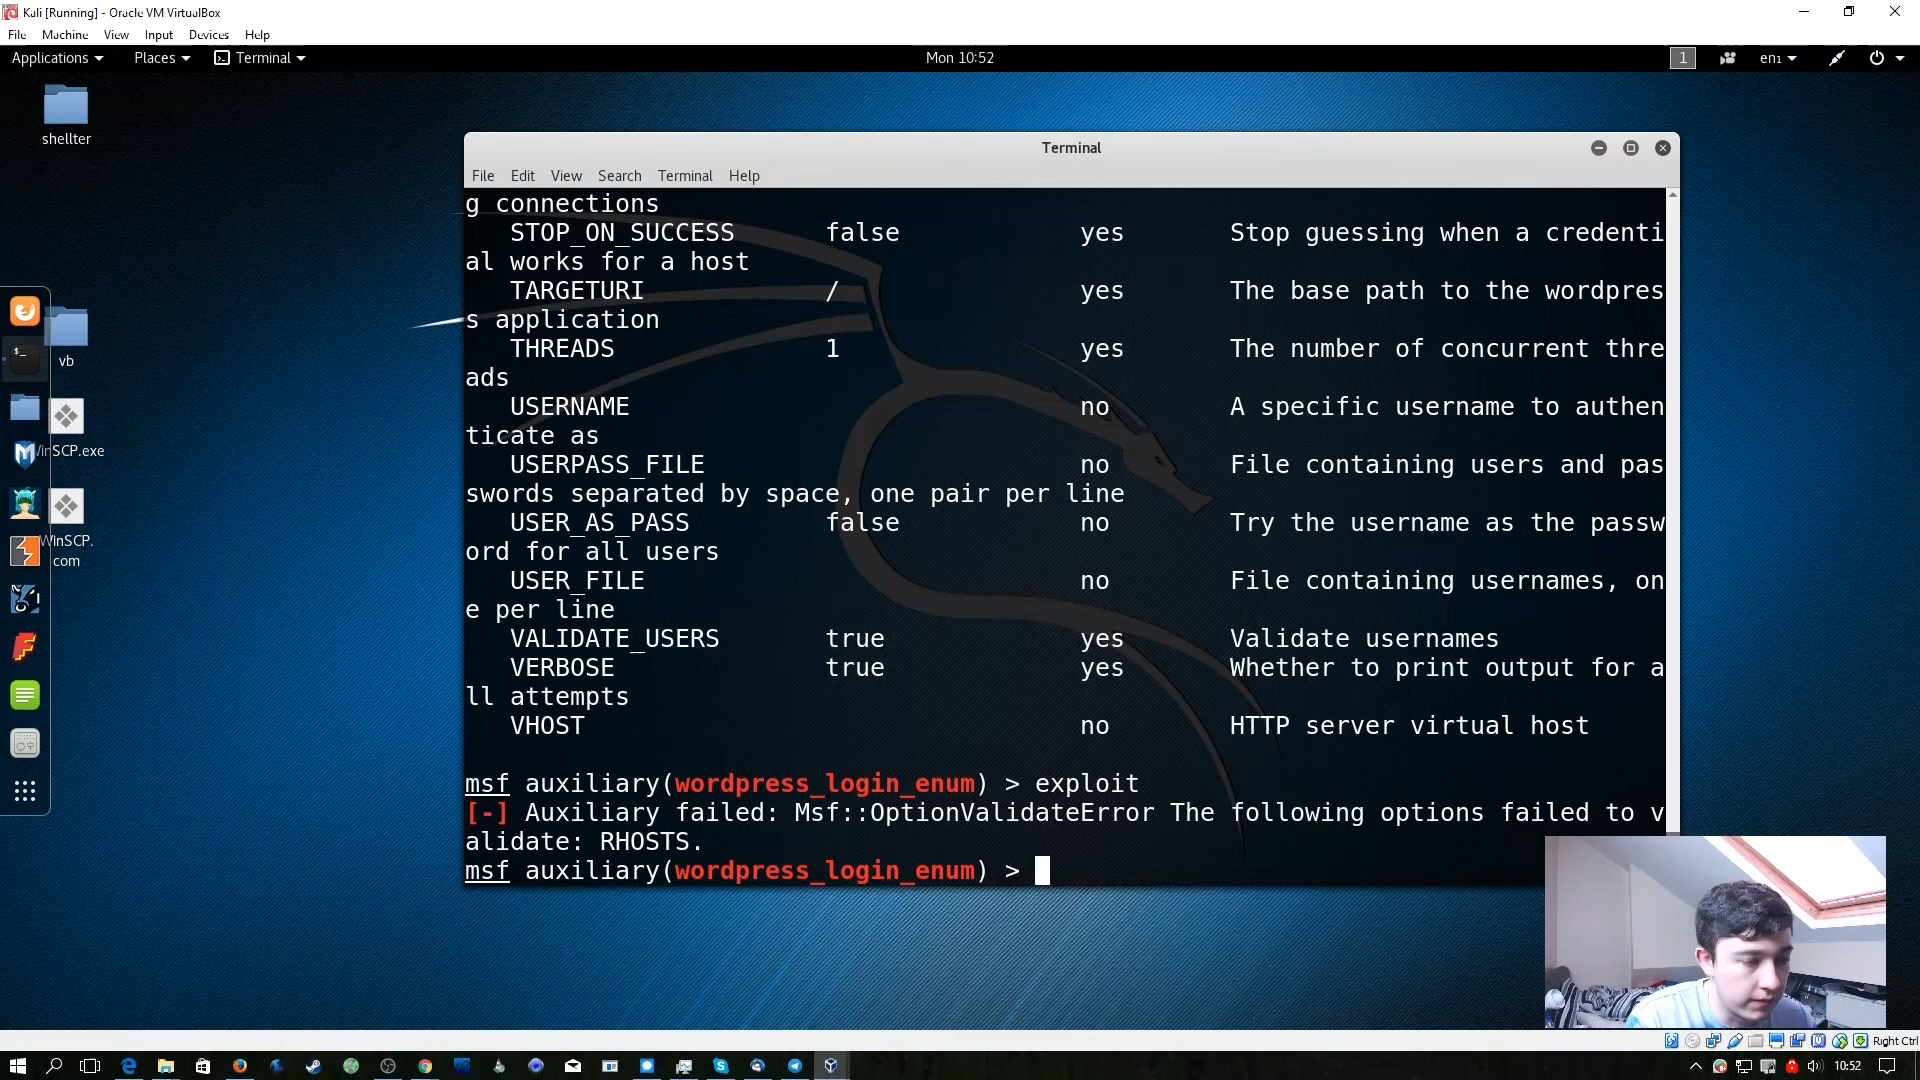 Kali [Running] - Oracle VM VirtualBox
File Machine View Input Devices Help
Applications Places Terminal Mon 10:52 1 en1
shellter
vb
WinSCP.
com
Terminal
File Edit View Search Terminal Help
g connections
STOP_ON_SUCCESS false yes Stop guessing when a credenti
al works for a host
TARGETURI / yes The base path to the wordpres
s application
THREADS 1 yes The number of concurrent thre
ads
USERNAME no A specific username to authen
ticate as
USERPASS_FILE no File containing users and pas
swords separated by space, one pair per line
USER_AS_PASS false no Try the username as the passw
ord for all users
USER_FILE no File containing usernames, on
e per line
VALIDATE_USERS true yes Validate usernames
VERBOSE true yes Whether to print output for a
ll attempts
VHOST no HTTP server virtual host
msf auxiliary(wordpress_login_enum) > exploit
[-] Auxiliary failed: Msf::OptionValidateError The following options failed to v
alidate: RHOSTS.
msf auxiliary(wordpress_login_enum) >
Right Ctrl
10:52